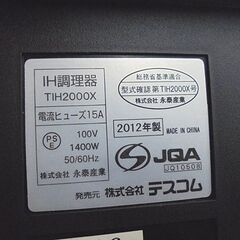 IH調理器
TIH2000X
電流ヒューズ15A
PS
E
100V
1400W
50/60Hz
株式会社 永泰産業
総務省基準適合
型式確認 第TIH2000X号
株式会社 永泰産業
2012年製
MADE IN CHINA
JQA
JQ10508
発売元 株式会社 テスコム